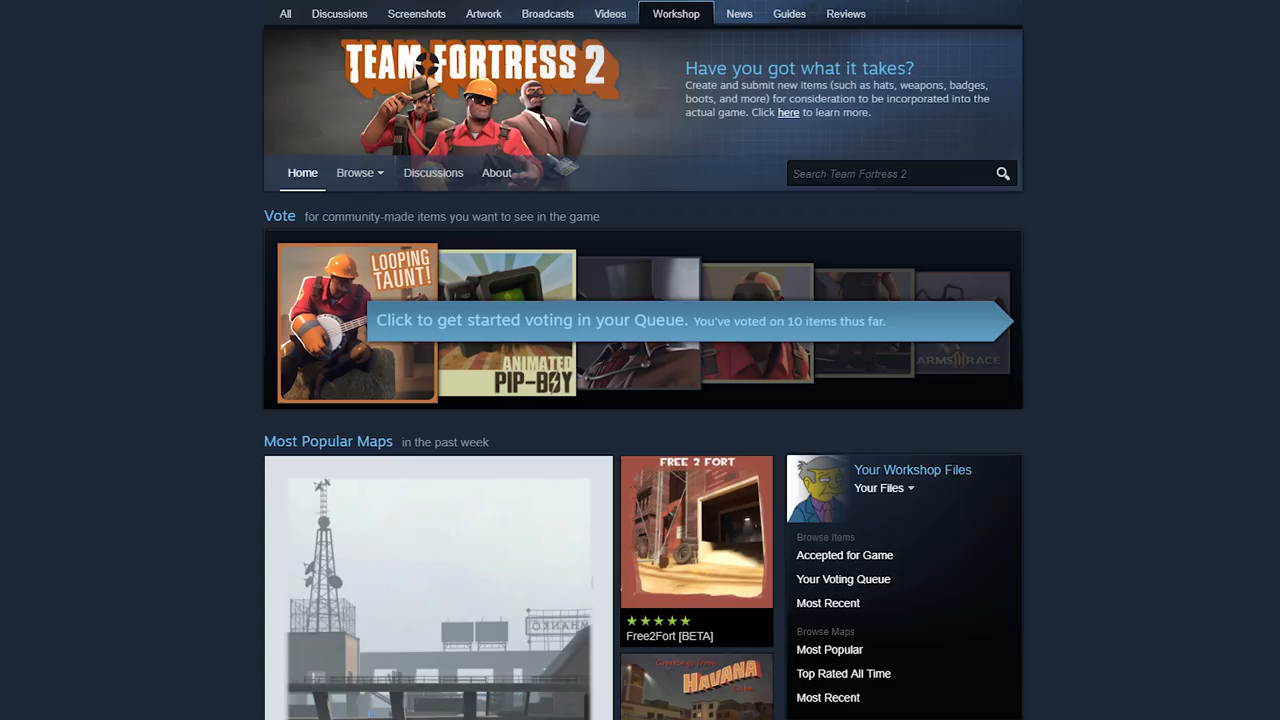 All Discussions Screenshots Artwork Broadcasts Videos Workshop News Guides Reviews
TEAM FORTRESS 2
Have you got what it takes?
Create and submit new items (such as hats, weapons, badges,
boots, and more) for consideration to be incorporated into the
actual game. Click here to learn more.
Home Browse Discussions About
Search Team Fortress 2
Vote for community-made items you want to see in the game
LOOPING
TAUNT!
Click to get started voting in your Queue. You've voted on 10 items thus far.
ANIMATED
PIP-BOY
ARMS RACE
Most Popular Maps in the past week
FREE 2 FORT
★★★★★
Free2Fort [BETA]
Greetings from
HAVANA
Your Workshop Files
Your Files
Browse Items
Accepted for Game
Your Voting Queue
Most Recent
Browse Maps
Most Popular
Top Rated All Time
Most Recent